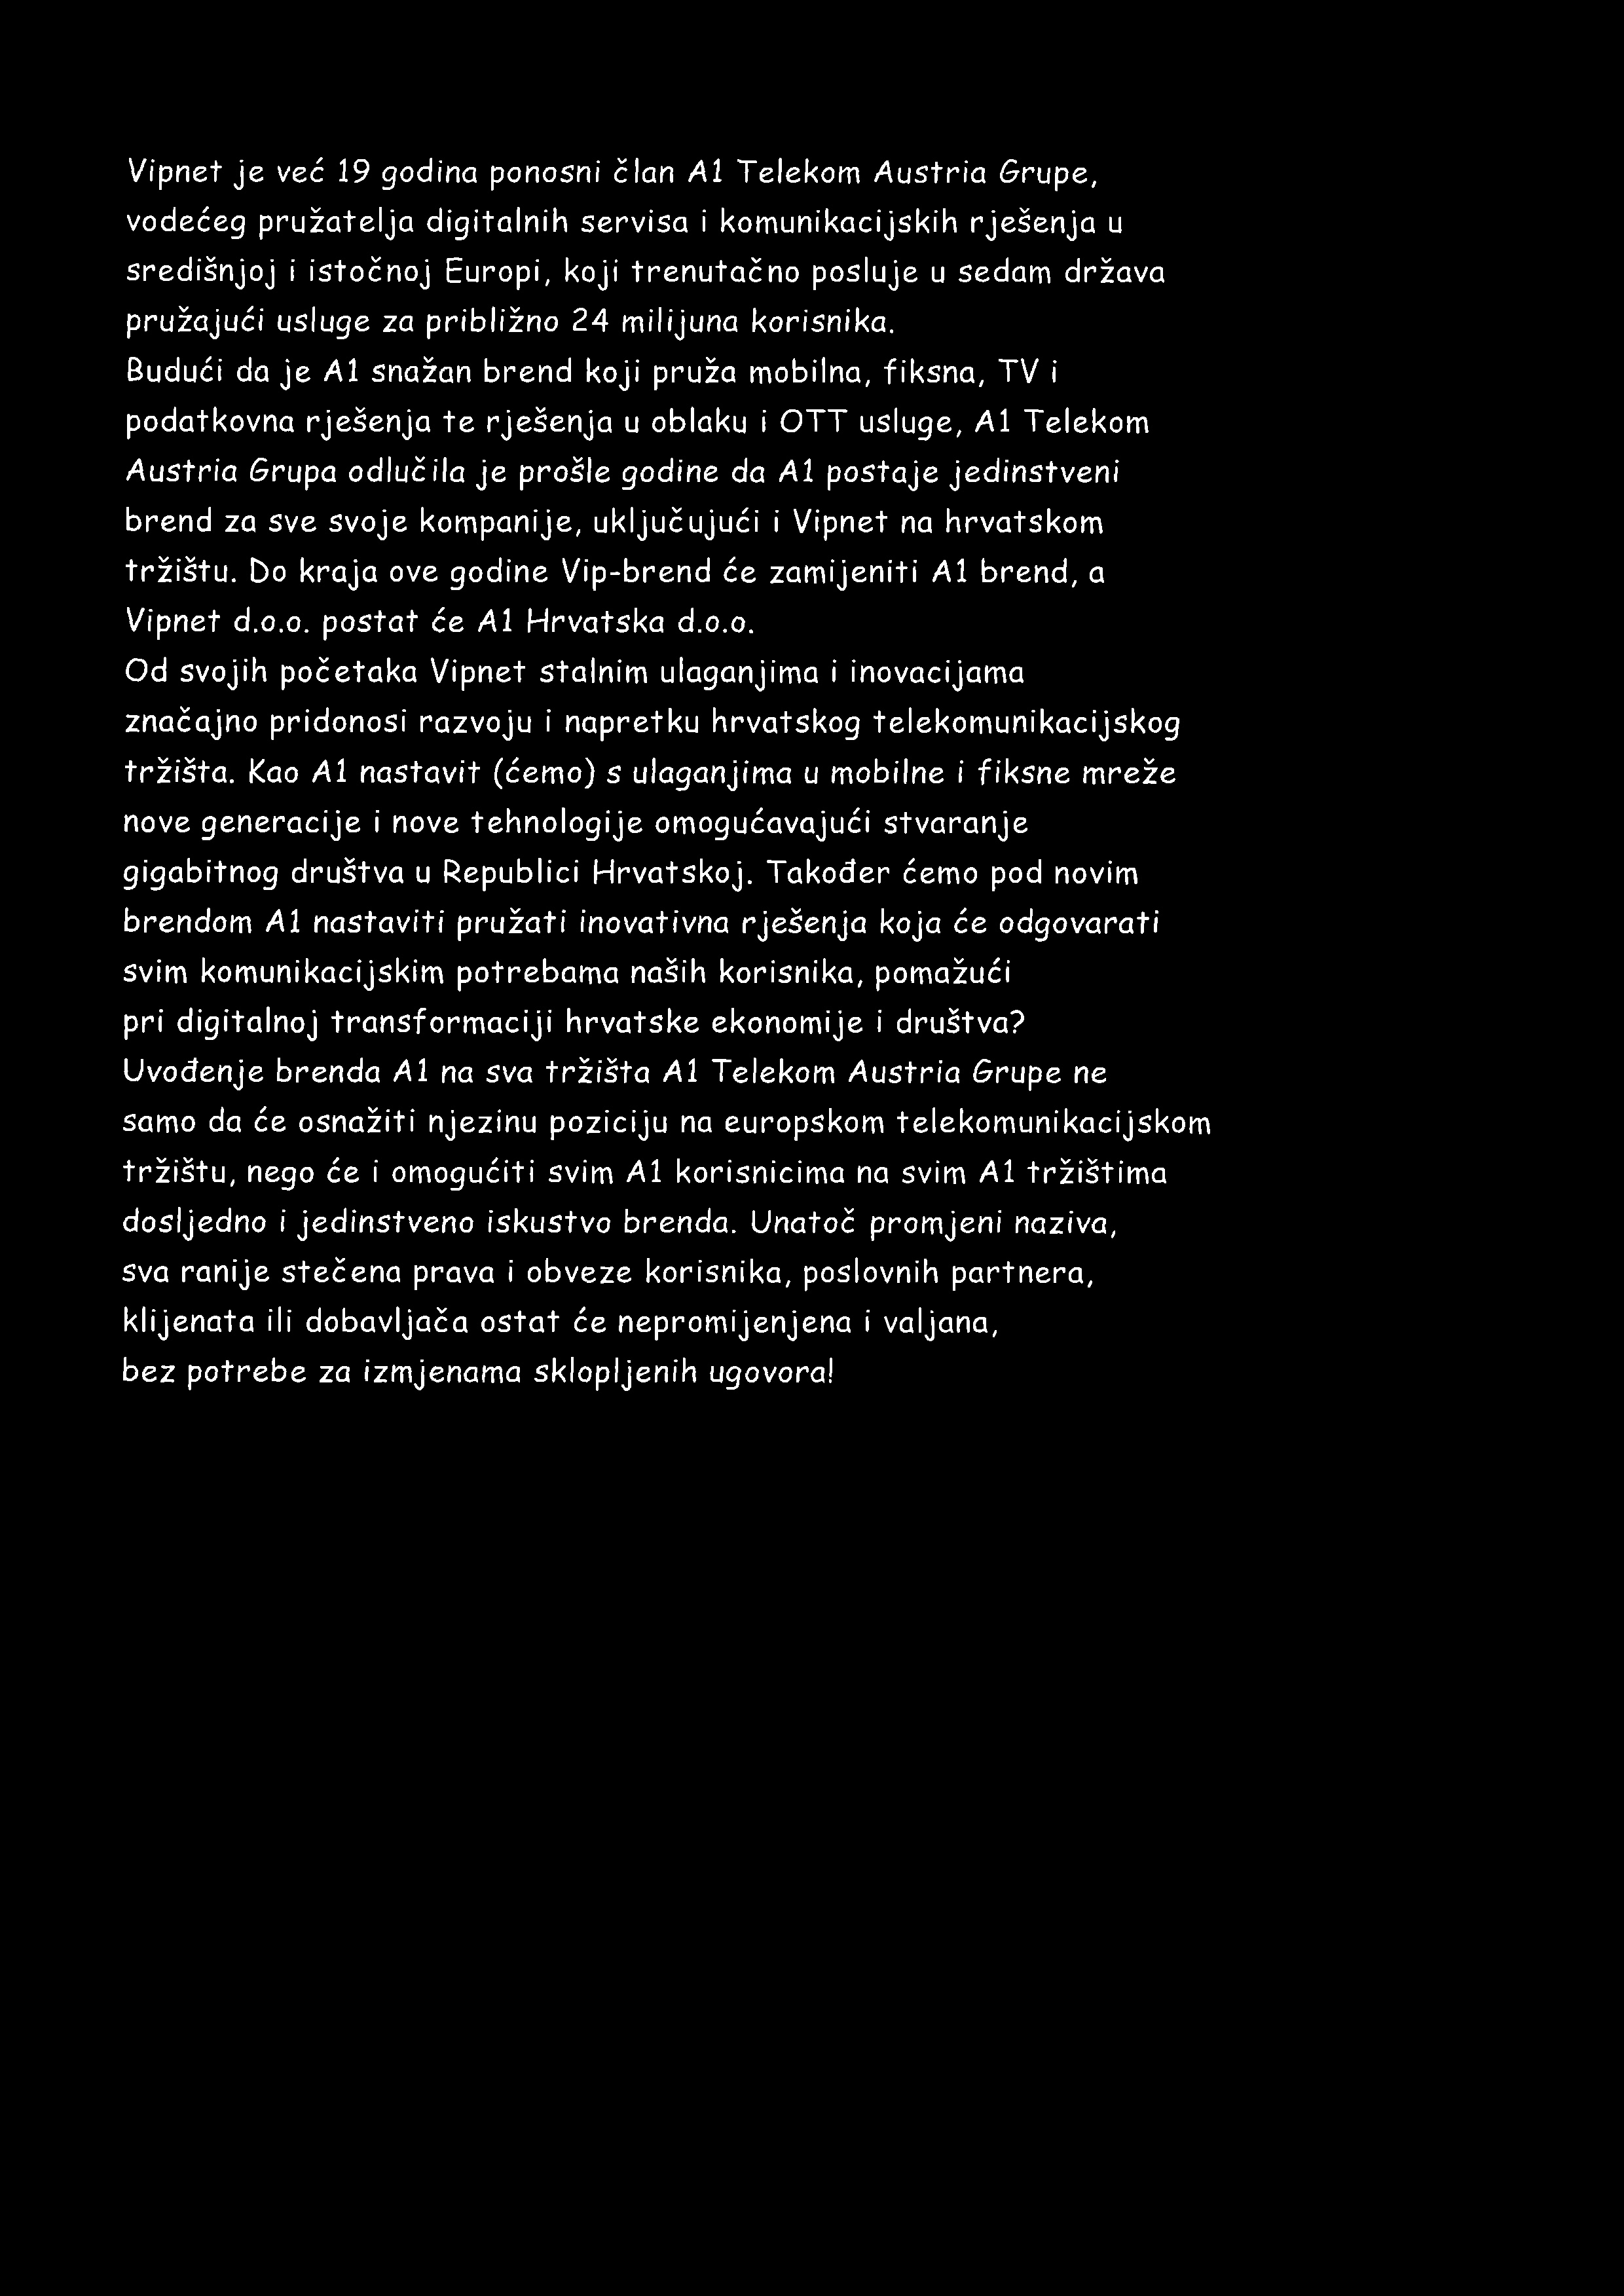 Vipnet je već 19 godina ponosni član A1 Telekom Austria Grupe,
vodećeg pružatelja digitalnih servisa i komunikacijskih rješenja u
središnjoj i istočnoj Europi, koji trenutačno posluje u sedam država
pružajući usluge za približno 24 milijuna korisnika.
Budući da je A1 snažan brend koji pruža mobilna, fiksna, TV i
podatkovna rješenja te rješenja u oblaku i OTT usluge, A1 Telekom
Austria Grupa odlučila je prošle godine da A1 postaje jedinstveni
brend za sve svoje kompanije, uključujući i Vipnet na hrvatskom
tržištu. Do kraja ove godine Vip-brend će zamijeniti A1 brend, a
Vipnet d.o.o. postat će A1 Hrvatska d.o.o.
Od svojih početaka Vipnet stalnim ulaganjima i inovacijama
značajno pridonosi razvoju i napretku hrvatskog telekomunikacijskog
tržišta. Kao A1 nastavit (ćemo) s ulaganjima u mobilne i fiksne mreže
nove generacije i nove tehnologije omogućavajući stvaranje
gigabitnog društva u Republici Hrvatskoj. Također ćemo pod novim
brendom A1 nastaviti pružati inovativna rješenja koja će odgovarati
svim komunikacijskim potrebama naših korisnika, pomažući
pri digitalnoj transformaciji hrvatske ekonomije i društva?
Uvođenje brenda A1 na sva tržišta A1 Telekom Austria Grupe ne
samo da će osnažiti njezinu poziciju na europskom telekomunikacijskom
tržištu, nego će i omogućiti svim A1 korisnicima na svim A1 tržištima
dosljedno i jedinstveno iskustvo brenda. Unatoč promjeni naziva,
sva ranije stečena prava i obveze korisnika, poslovnih partnera,
klijenata ili dobavljača ostat će nepromijenjena i valjana,
bez potrebe za izmjenama sklopljenih ugovora!